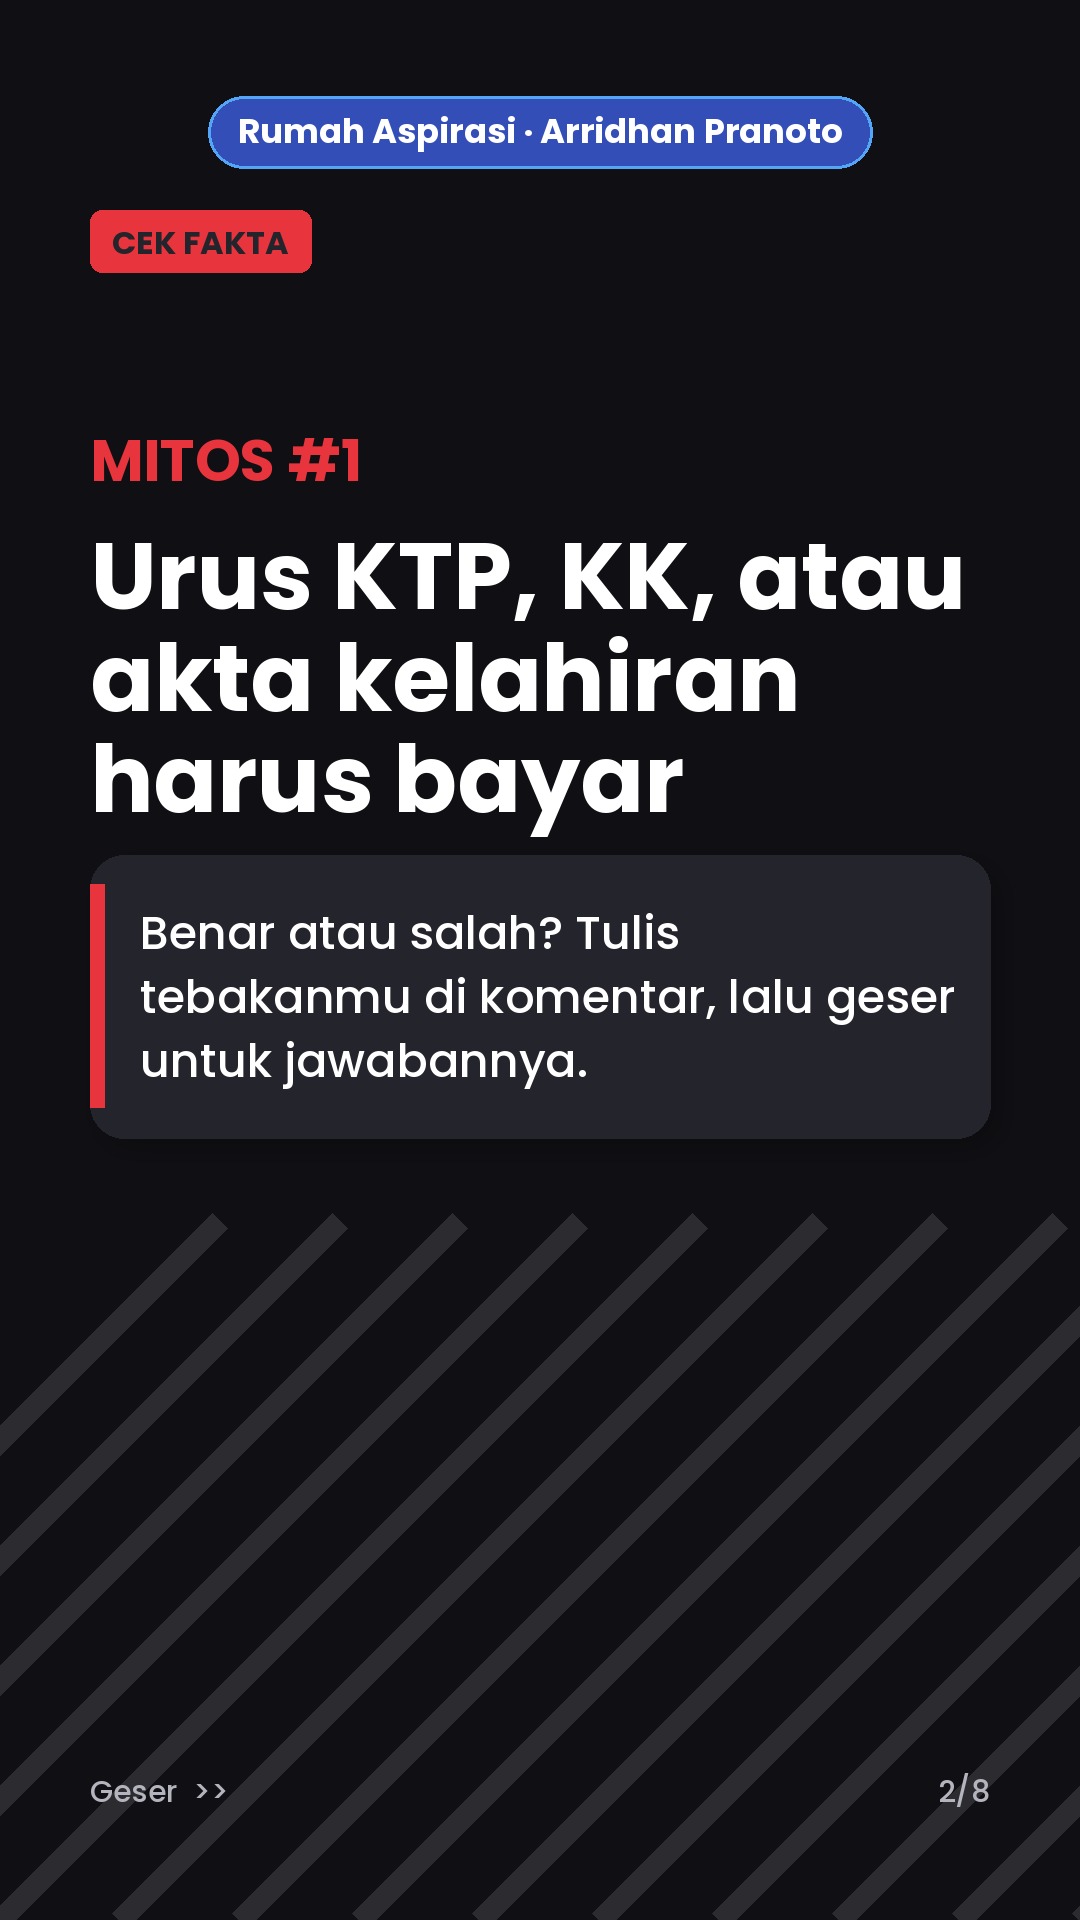 Rumah Aspirasi · Arridhan Pranoto
CEK FAKTA
MITOS #1
Urus KTP, KK, atau
akta kelahiran
harus bayar
Benar atau salah? Tulis
tebakanmu di komentar, lalu geser
untuk jawabannya.
Geser >>
2/8